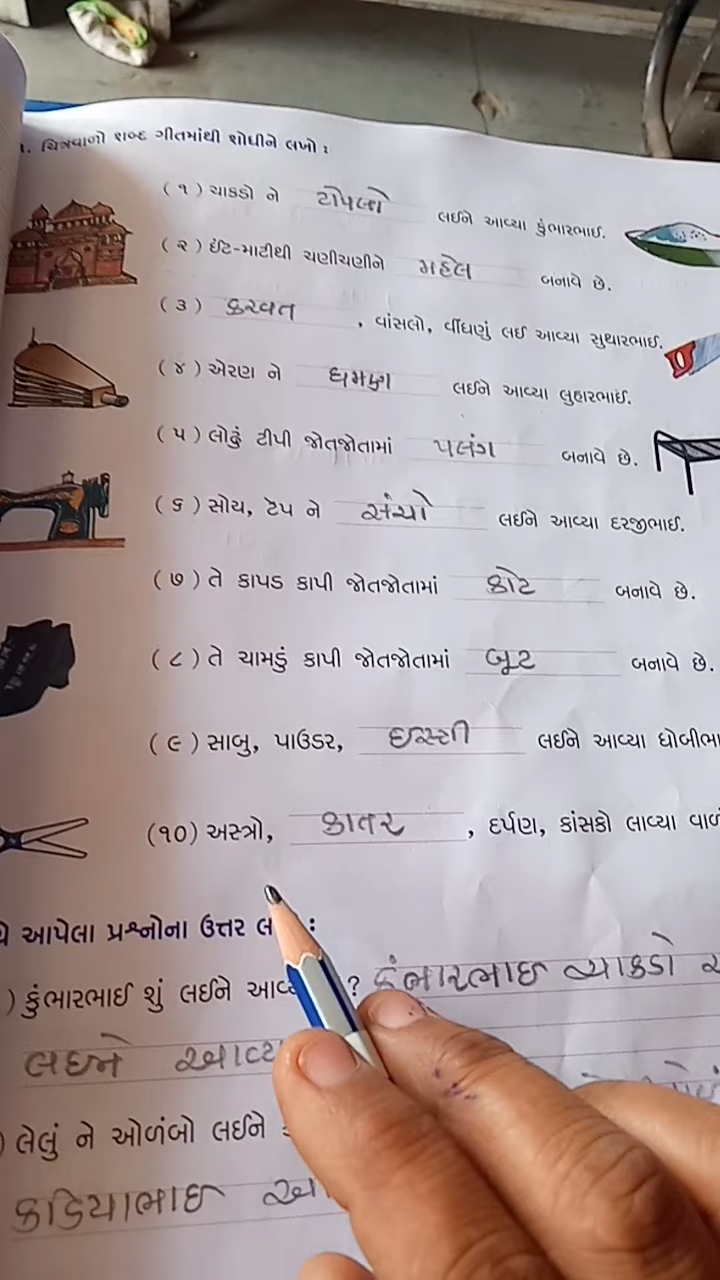 ૧. ચિત્રવાળો શબ્દ ગીતમાંથી શોધીને લખો :
(૧) ચાકડો ને ટોપલો લઈને આવ્યા કુંભારભાઈ.
(૨) ઈંટ-માટીથી ચણીચણીને મહેલ બનાવે છે.
(૩) કરવત , વાંસલો, વીંધણું લઈ આવ્યા સુથારભાઈ.
(૪) એરણ ને ધમણ લઈને આવ્યા લુહારભાઈ.
(૫) લોઢું ટીપી જોતજોતામાં પલંગ બનાવે છે.
(૬) સોય, ટેપ ને સંચો લઈને આવ્યા દરજીભાઈ.
(૭) તે કાપડ કાપી જોતજોતામાં કોટ બનાવે છે.
(૮) તે ચામડું કાપી જોતજોતામાં બૂટ બનાવે છે.
(૯) સાબુ, પાઉડર, ઇસ્ત્રી લઈને આવ્યા ધોબીભા
(૧૦) અસ્ત્રો, કાતર , દર્પણ, કાંસકો લાવ્યા વાળં
આપેલા પ્રશ્નોના ઉત્તર લ :
) કુંભારભાઈ શું લઈને આવ્ ? કુંભારભાઇ ચાકડો
લઇને આવ્ય
) લેલું ને ઓળંબો લઈને
કડિયાભાઇ આ